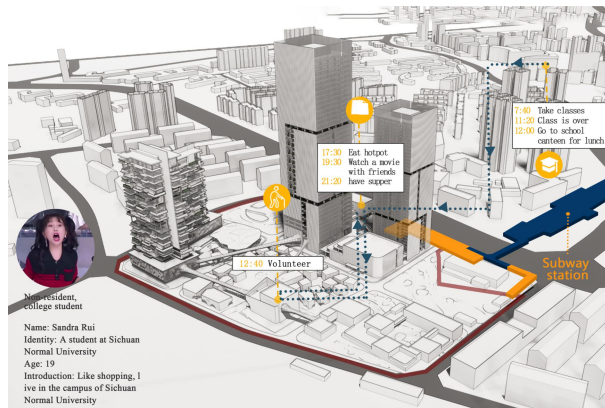 7:40 Take classes
11:20 Class is over
12:00 Go to school
canteen for lunch
17:30 Eat hotpot
19:30 Watch a movie
with friends
21:20 have supper
12:40 Volunteer
Subway
station
Non-resident,
college student
Name: Sandra Rui
Identity: A student at Sichuan
Normal University
Age: 19
Introduction: Like shopping, l
ive in the campus of Sichuan
Normal University